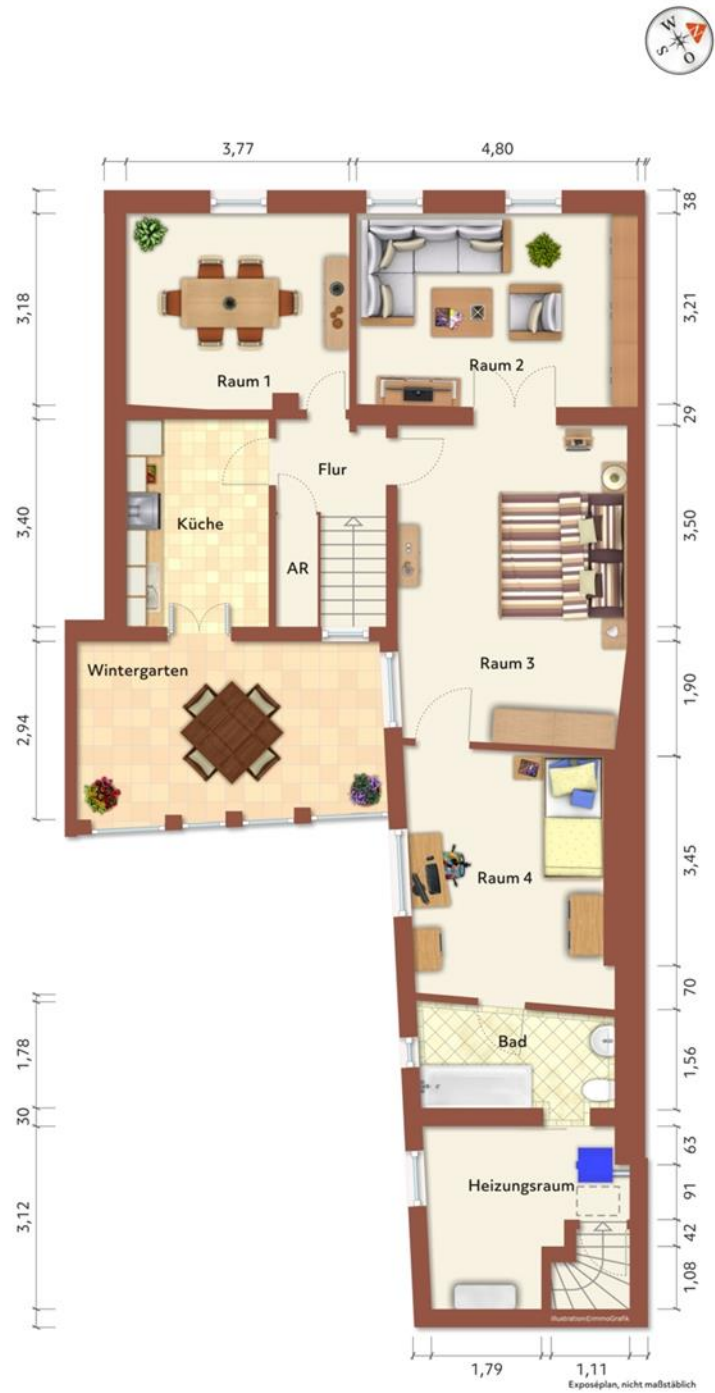 W
N
S
O
3,77
4,80
38
3,18
3,21
Raum 2
Raum 1
29
Flur
3,40
Küche
3,50
AR
Raum 3
Wintergarten
1,90
2,94
3,45
Raum 4
70
Bad
1,78
1,56
30
63
Heizungsraum
91
3,12
42
1,08
Illustration©ImmoGrafik
1,79
1,11
Exposéplan, nicht maßstäblich